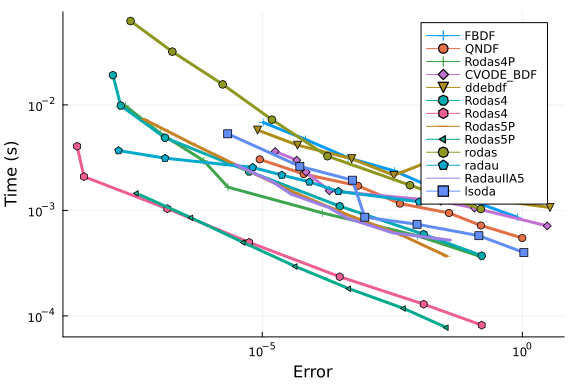 FBDF
QNDF
Rodas4P
CVODE_BDF
ddebdf
Rodas4
Rodas4
Rodas5P
Rodas5P
rodas
radau
RadauIIA5
lsoda
Time (s)
10⁻²
10⁻³
10⁻⁴
10⁻⁵
10⁰
Error